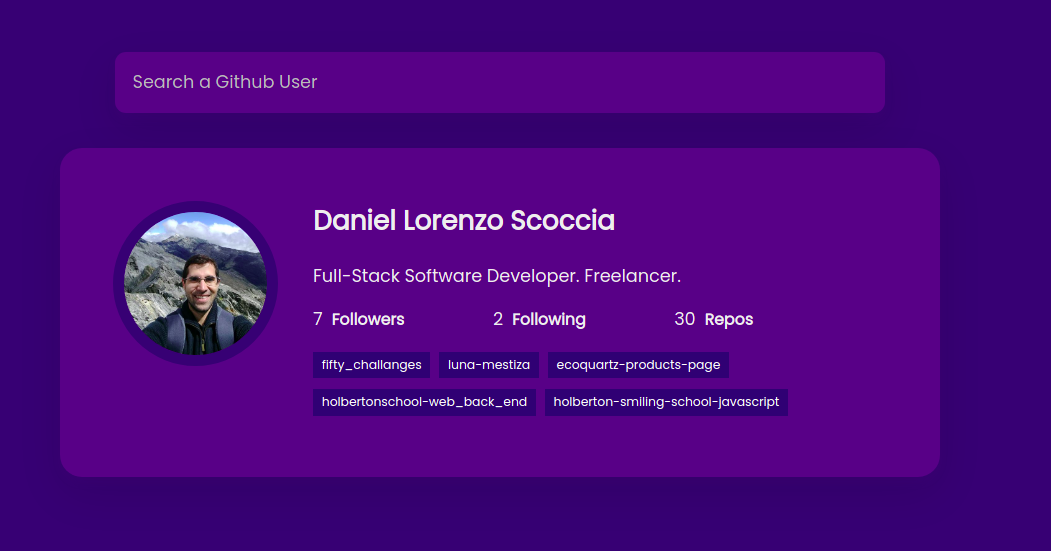 Search a Github User
Daniel Lorenzo Scoccia
Full-Stack Software Developer. Freelancer.
7 Followers 2 Following 30 Repos
fifty_challanges luna-mestiza ecoquartz-products-page
holbertonschool-web_back_end holberton-smiling-school-javascript